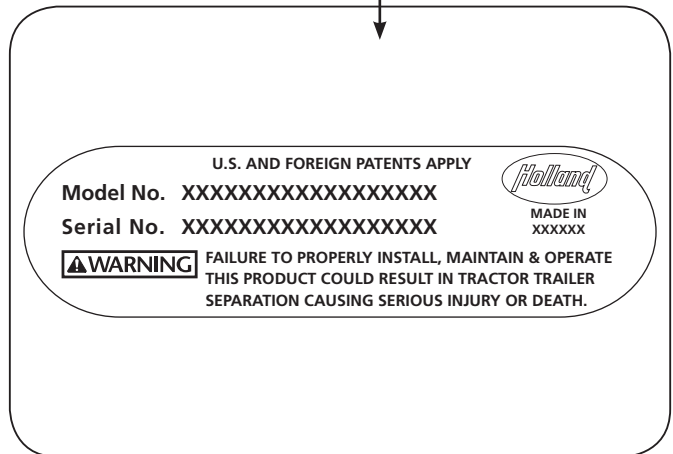 U.S. AND FOREIGN PATENTS APPLY
Holland
Model No. XXXXXXXXXXXXXXXXXX
MADE IN
XXXXXX
Serial No. XXXXXXXXXXXXXXXXXX
WARNING
FAILURE TO PROPERLY INSTALL, MAINTAIN & OPERATE
THIS PRODUCT COULD RESULT IN TRACTOR TRAILER
SEPARATION CAUSING SERIOUS INJURY OR DEATH.